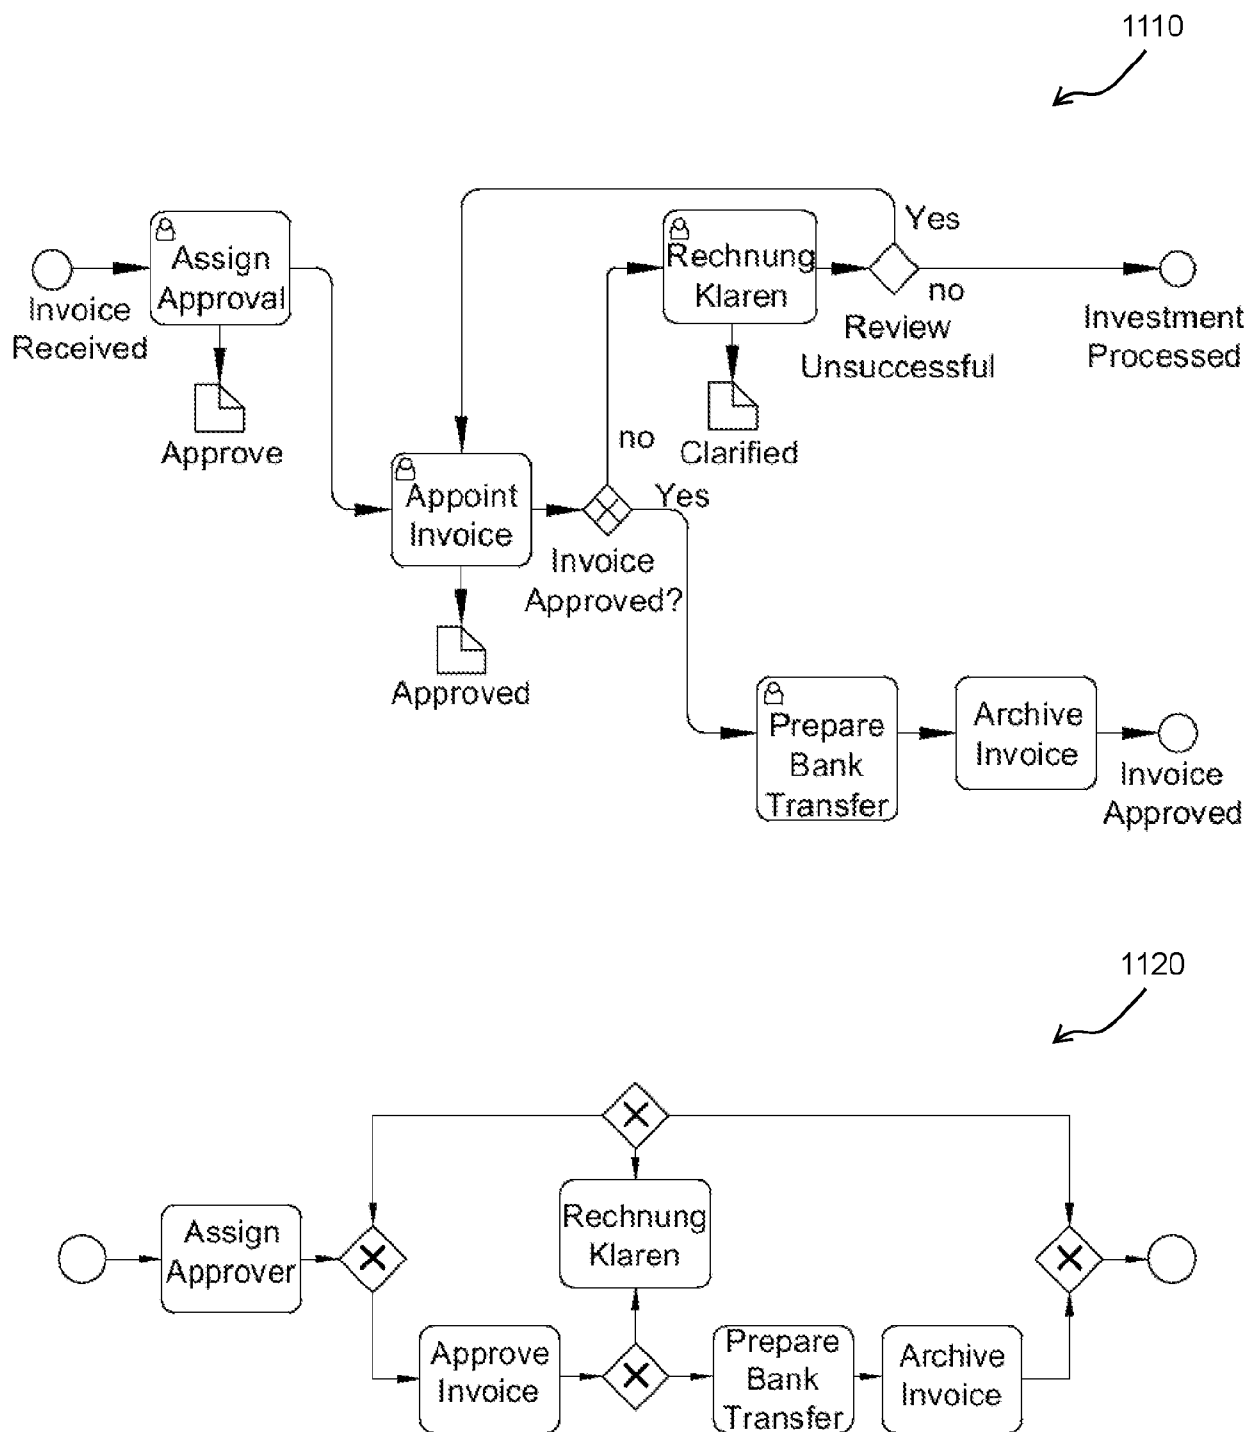 1110
Assign
Approval
Invoice
Received
Approve
Rechnung
Klaren
Yes
no
Review
Unsuccessful
Investment
Processed
Clarified
no
Appoint
Invoice
Yes
Invoice
Approved?
Approved
Prepare
Bank
Transfer
Archive
Invoice
Invoice
Approved
1120
Rechnung
Klaren
Assign
Approver
Approve
Invoice
Prepare
Bank
Transfer
Archive
Invoice